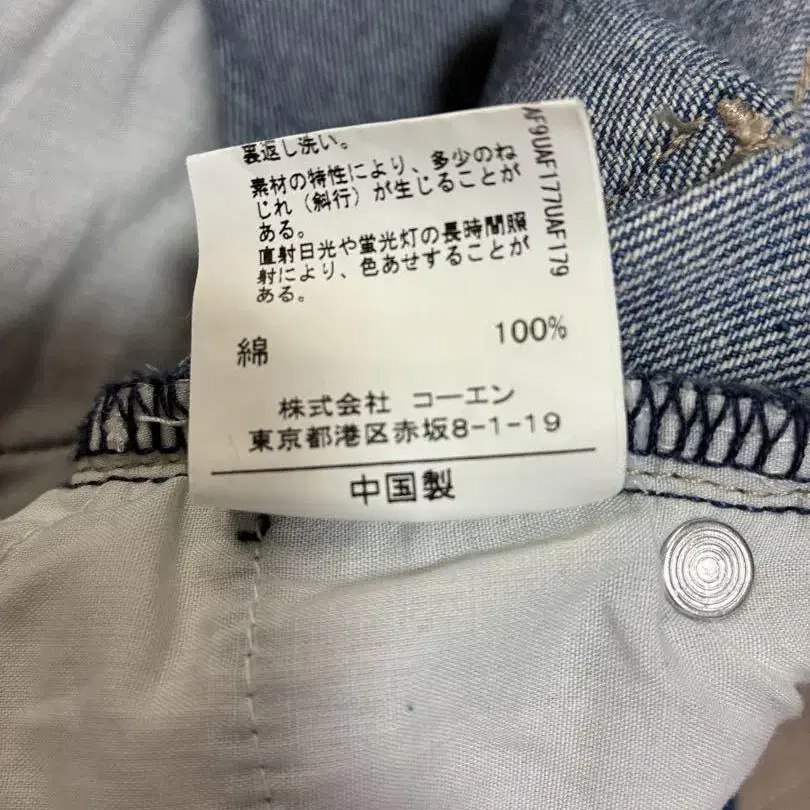 裏返し洗い。
素材の特性により、多少のね
じれ（斜行）が生じることが
ある。
直射日光や蛍光灯の長時間照
射により、色あせすることが
ある。
綿 100%
株式会社 コーエン
東京都港区赤坂8-1-19
中国製
AF9UAF177UAF179